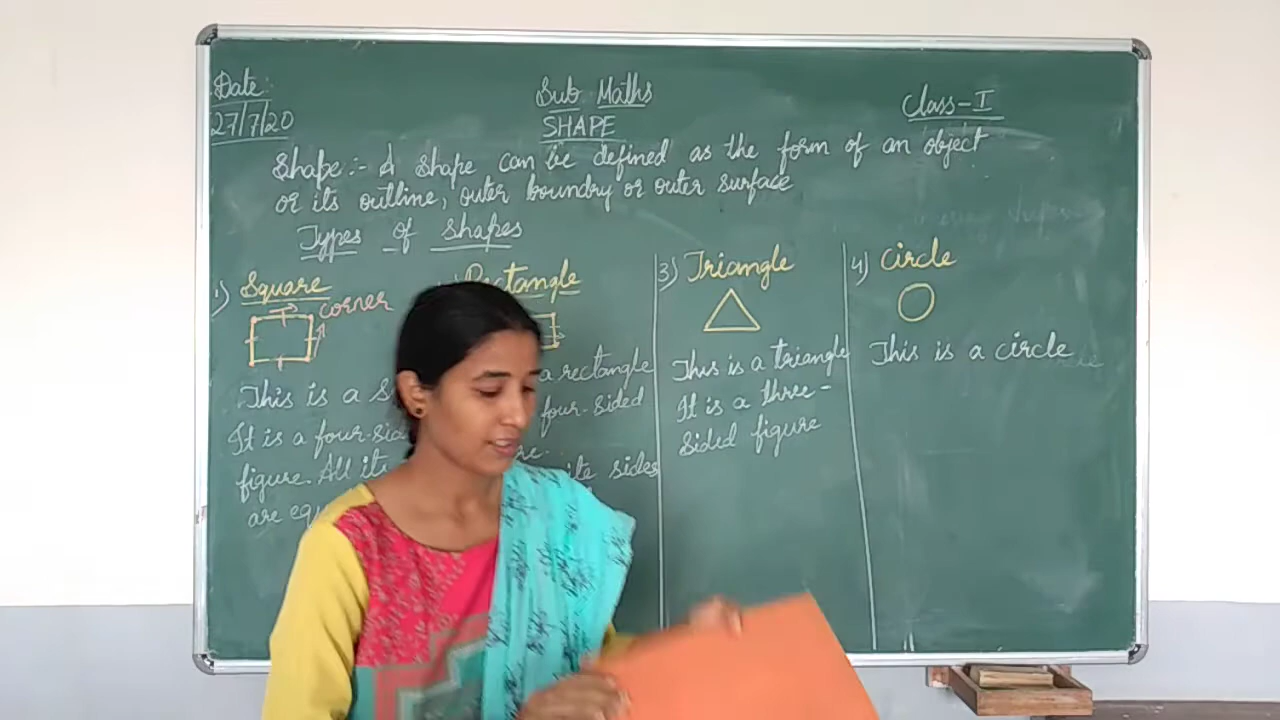 Date:
27/7/20
Sub Maths
SHAPE
Class-I
Shape:- A shape can be defined as the form of an object
or its outline, outer boundry or outer surface
Types of shapes
1) Square
corner
This is a
It is a four-sid
figure. All its
are equ
Rectangle
a rectangle
four-sided
ite sides
3) Triangle
This is a triangle
It is a three-
sided figure
4) Circle
This is a circle